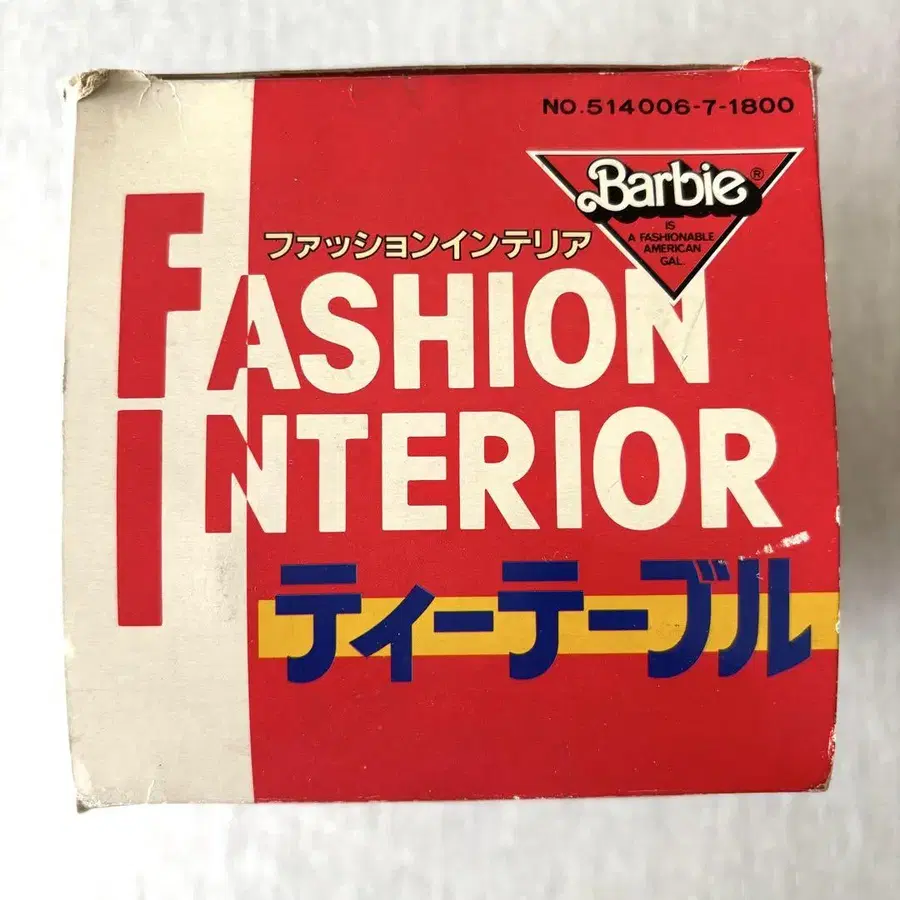 NO.514006-7-1800
Barbie®
IS
A FASHIONABLE
AMERICAN
GAL.
ファッションインテリア
FASHION
INTERIOR
ティーテーブル